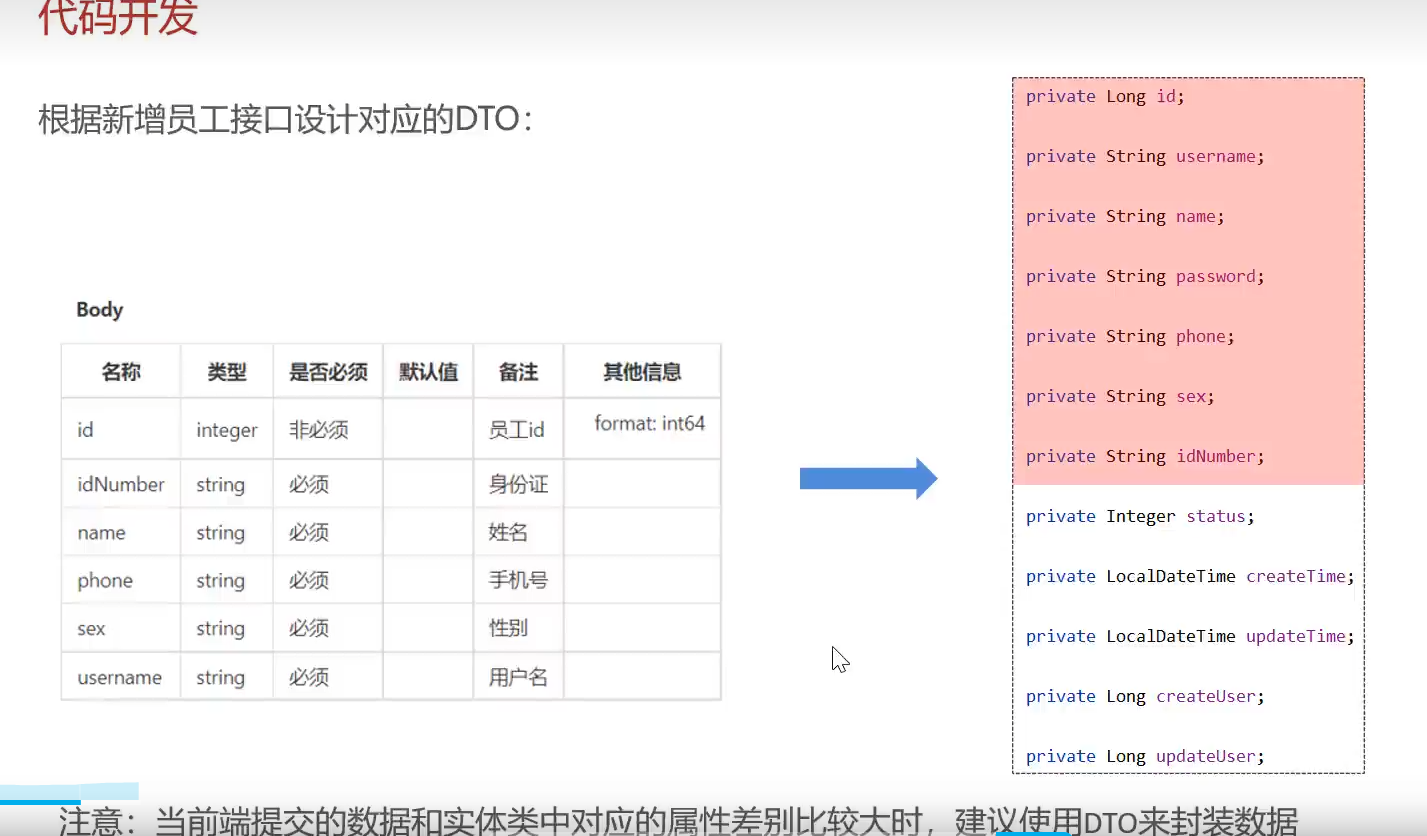 代码开发
根据新增员工接口设计对应的DTO：
Body
名称 类型 是否必须 默认值 备注 其他信息
id integer 非必须 员工id format: int64
idNumber string 必须 身份证
name string 必须 姓名
phone string 必须 手机号
sex string 必须 性别
username string 必须 用户名
private Long id;
private String username;
private String name;
private String password;
private String phone;
private String sex;
private String idNumber;
private Integer status;
private LocalDateTime createTime;
private LocalDateTime updateTime;
private Long createUser;
private Long updateUser;
注意：当前端提交的数据和实体类中对应的属性差别比较大时，建议使用DTO来封装数据